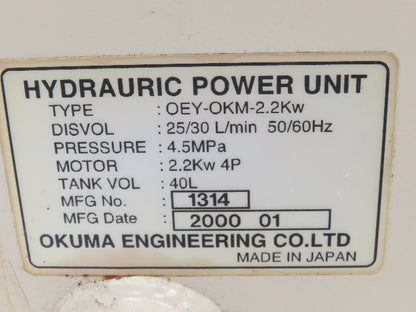 HYDRAURIC POWER UNIT
TYPE : OEY-OKM-2.2Kw
DISVOL : 25/30 L/min 50/60Hz
PRESSURE : 4.5MPa
MOTOR : 2.2Kw 4P
TANK VOL : 40L
MFG No. : 1314
MFG Date : 2000 01
OKUMA ENGINEERING CO.LTD
MADE IN JAPAN